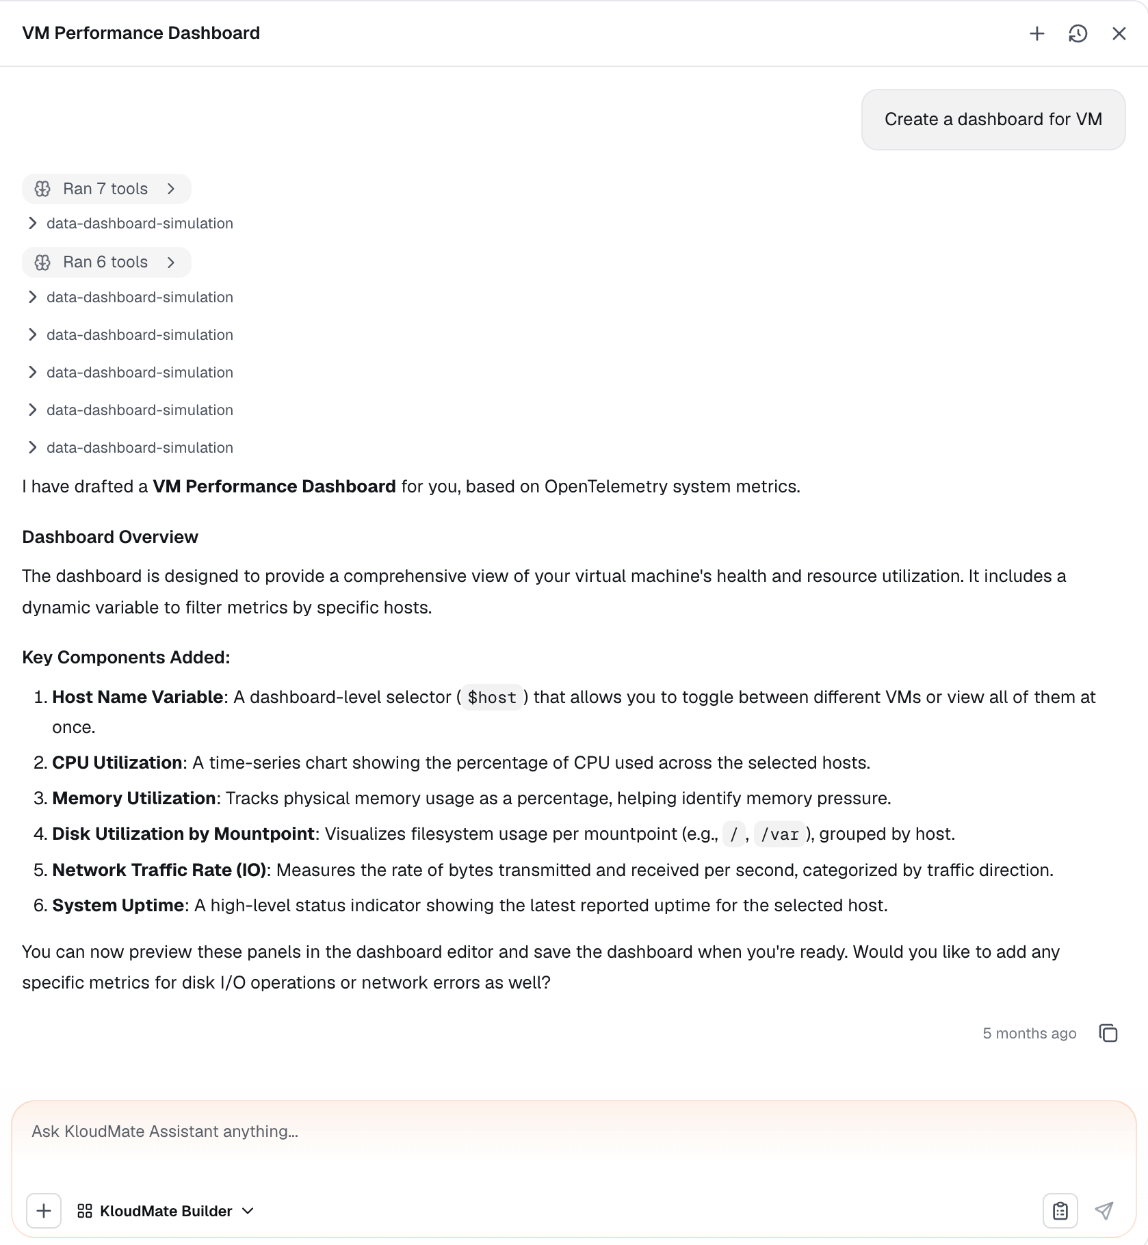 VM Performance Dashboard
Create a dashboard for VM
Ran 7 tools
data-dashboard-simulation
Ran 6 tools
data-dashboard-simulation
data-dashboard-simulation
data-dashboard-simulation
data-dashboard-simulation
data-dashboard-simulation
I have drafted a VM Performance Dashboard for you, based on OpenTelemetry system metrics.
Dashboard Overview
The dashboard is designed to provide a comprehensive view of your virtual machine's health and resource utilization. It includes a
dynamic variable to filter metrics by specific hosts.
Key Components Added:
1. Host Name Variable: A dashboard-level selector ( $host ) that allows you to toggle between different VMs or view all of them at
once.
2. CPU Utilization: A time-series chart showing the percentage of CPU used across the selected hosts.
3. Memory Utilization: Tracks physical memory usage as a percentage, helping identify memory pressure.
4. Disk Utilization by Mountpoint: Visualizes filesystem usage per mountpoint (e.g., / , /var ), grouped by host.
5. Network Traffic Rate (IO): Measures the rate of bytes transmitted and received per second, categorized by traffic direction.
6. System Uptime: A high-level status indicator showing the latest reported uptime for the selected host.
You can now preview these panels in the dashboard editor and save the dashboard when you're ready. Would you like to add any
specific metrics for disk I/O operations or network errors as well?
5 months ago
Ask KloudMate Assistant anything...
KloudMate Builder